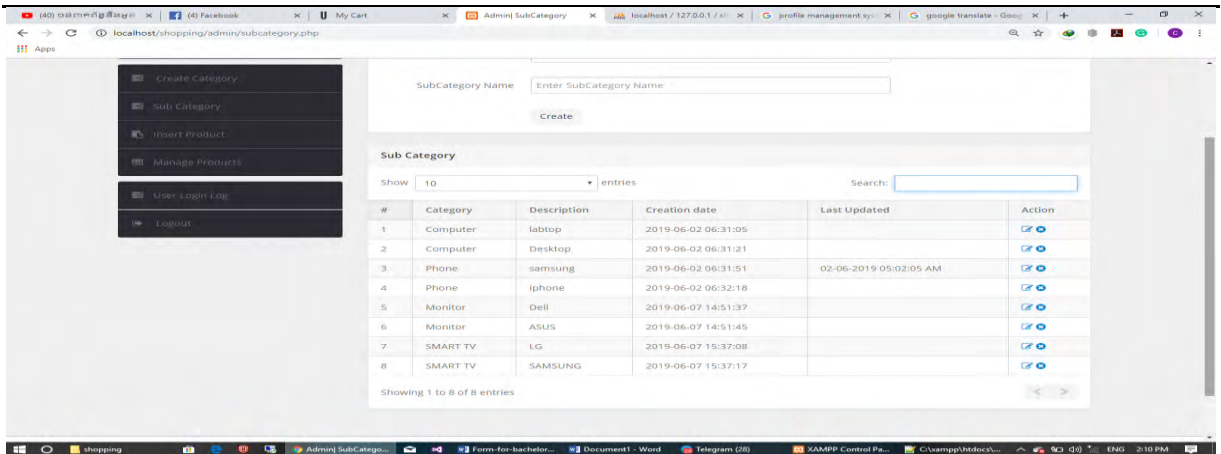 (4) Facebook
My Cart
Admin| SubCategory
localhost / 127.0.0.1 / sh
profile management sys
google translate - Goog
localhost/shopping/admin/subcategory.php
Apps
Create Category
Sub Category
Insert Product
Manage Products
User Login Log
Logout
SubCategory Name Enter SubCategory Name
Create
Sub Category
Show 10 entries Search:
# Category Description Creation date Last Updated Action
1 Computer labtop 2019-06-02 06:31:05
2 Computer Desktop 2019-06-02 06:31:21
3 Phone samsung 2019-06-02 06:31:51 02-06-2019 05:02:05 AM
4 Phone iphone 2019-06-02 06:32:18
5 Monitor Dell 2019-06-07 14:51:37
6 Monitor ASUS 2019-06-07 14:51:45
7 SMART TV LG 2019-06-07 15:37:08
8 SMART TV SAMSUNG 2019-06-07 15:37:17
Showing 1 to 8 of 8 entries
< >
shopping Admin| SubCatego... Form-for-bachelor... Document1 - Word Telegram (28) XAMPP Control Pa... C:\xampp\htdocs\... ENG 2:10 PM